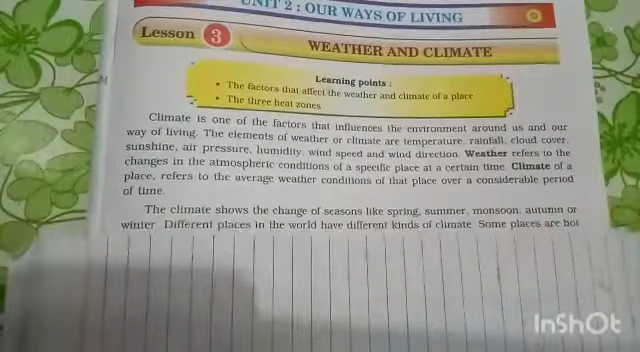 UNIT 2 : OUR WAYS OF LIVING
Lesson 3
WEATHER AND CLIMATE
Learning points :
• The factors that affect the weather and climate of a place
• The three heat zones
Climate is one of the factors that influences the environment around us and our
way of living. The elements of weather or climate are temperature, rainfall, cloud cover,
sunshine, air pressure, humidity, wind speed and wind direction. Weather refers to the
changes in the atmospheric conditions of a specific place at a certain time. Climate of a
place, refers to the average weather conditions of that place over a considerable period
of time.
The climate shows the change of seasons like spring, summer, monsoon, autumn or
winter. Different places in the world have different kinds of climate. Some places are hot
InShOt